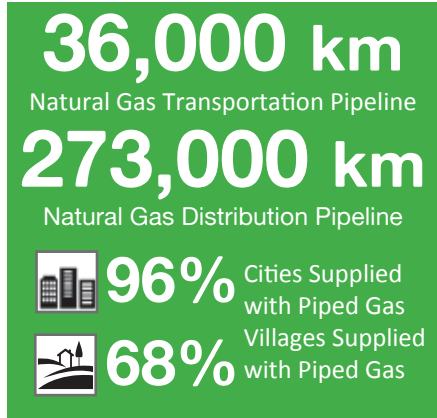 36,000 km
Natural Gas Transportation Pipeline
273,000 km
Natural Gas Distribution Pipeline
96% Cities Supplied
with Piped Gas
68% Villages Supplied
with Piped Gas